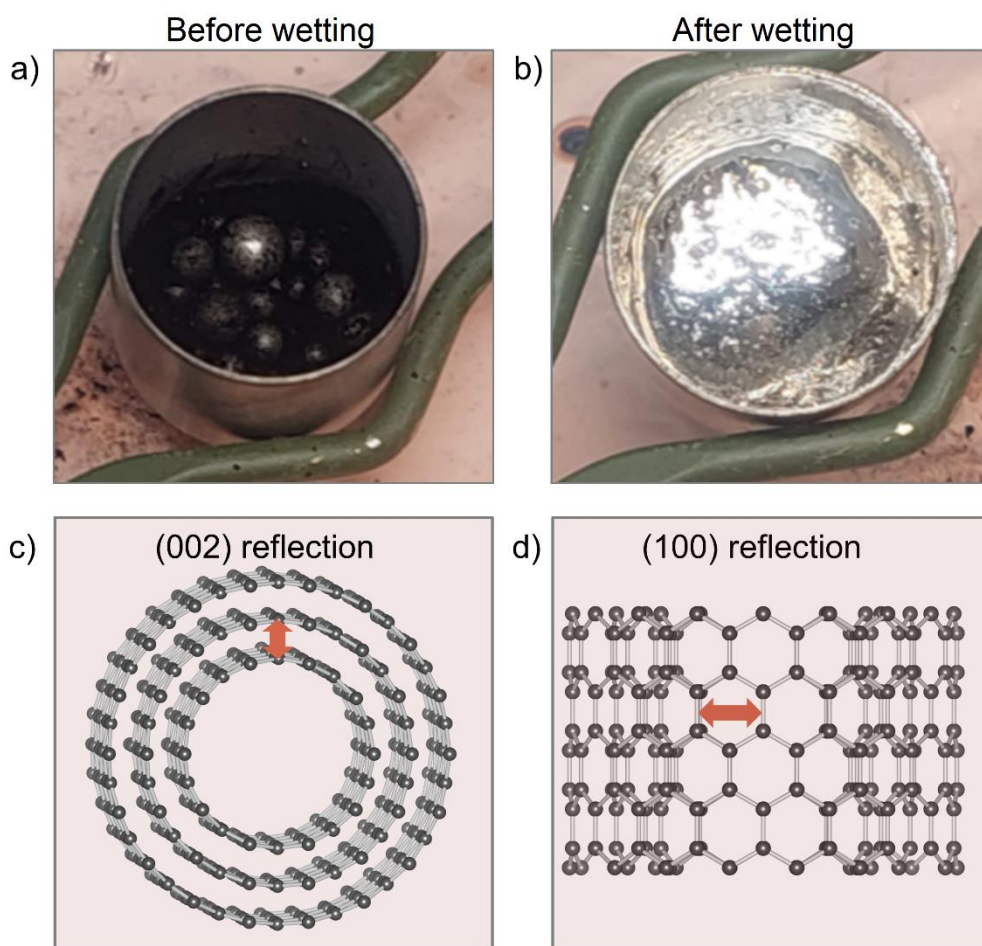 Before wetting
After wetting
a)
b)
c)
(002) reflection
d)
(100) reflection